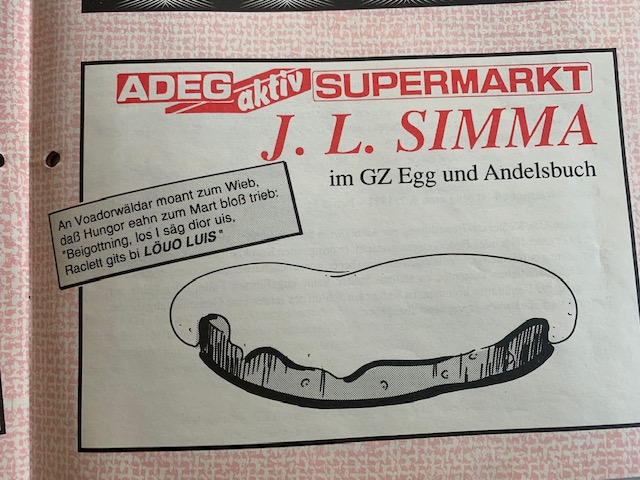 ADEG aktiv SUPERMARKT
J. L. SIMMA
im GZ Egg und Andelsbuch
An Voadorwäldar moant zum Wieb,
daß Hungor eahn zum Mart bloß trieb:
"Beigottning, los I säg dior uis,
Raclett gits bi LÖUO LUIS"